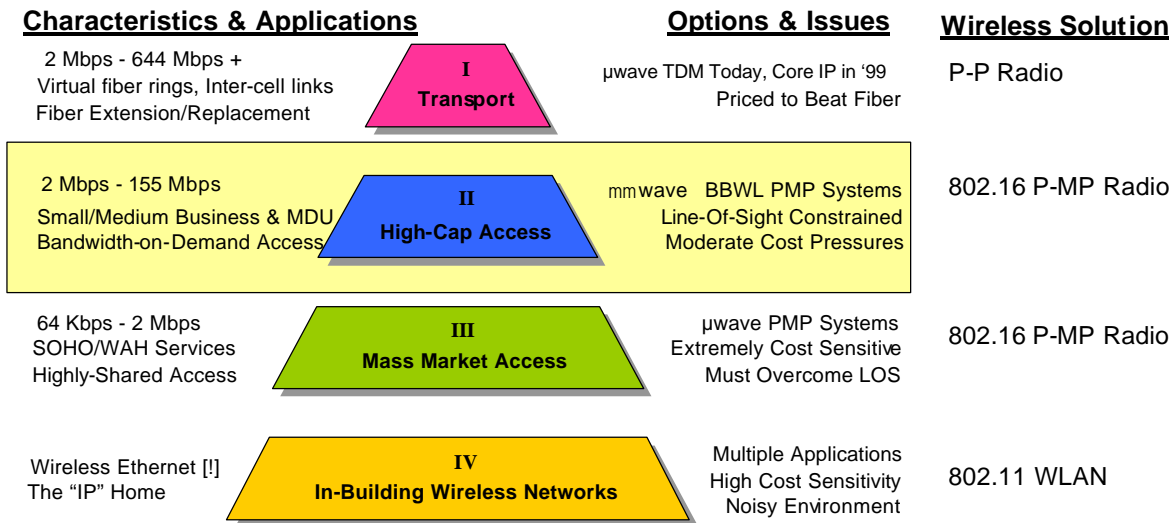 Characteristics & Applications
Options & Issues
Wireless Solution
2 Mbps - 644 Mbps +
Virtual fiber rings, Inter-cell links
Fiber Extension/Replacement
I
Transport
µwave TDM Today, Core IP in ‘99
Priced to Beat Fiber
P-P Radio
2 Mbps - 155 Mbps
Small/Medium Business & MDU
Bandwidth-on-Demand Access
II
High-Cap Access
mmwave BBWL PMP Systems
Line-Of-Sight Constrained
Moderate Cost Pressures
802.16 P-MP Radio
64 Kbps - 2 Mbps
SOHO/WAH Services
Highly-Shared Access
III
Mass Market Access
µwave PMP Systems
Extremely Cost Sensitive
Must Overcome LOS
802.16 P-MP Radio
Wireless Ethernet [!]
The “IP” Home
IV
In-Building Wireless Networks
Multiple Applications
High Cost Sensitivity
Noisy Environment
802.11 WLAN